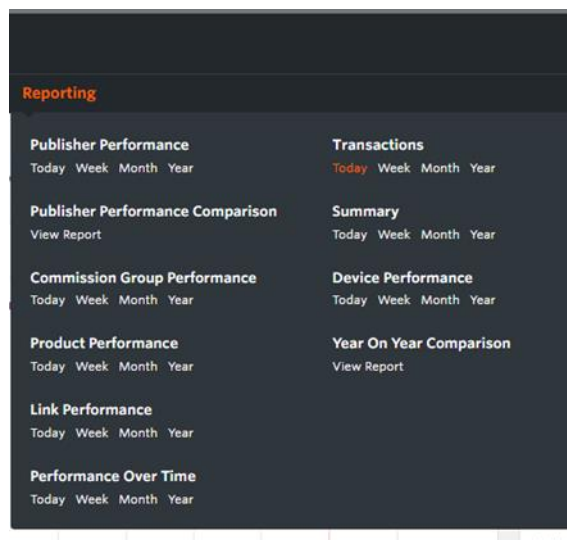 Reporting
Publisher Performance
Today Week Month Year
Publisher Performance Comparison
View Report
Commission Group Performance
Today Week Month Year
Product Performance
Today Week Month Year
Link Performance
Today Week Month Year
Performance Over Time
Today Week Month Year
Transactions
Today Week Month Year
Summary
Today Week Month Year
Device Performance
Today Week Month Year
Year On Year Comparison
View Report